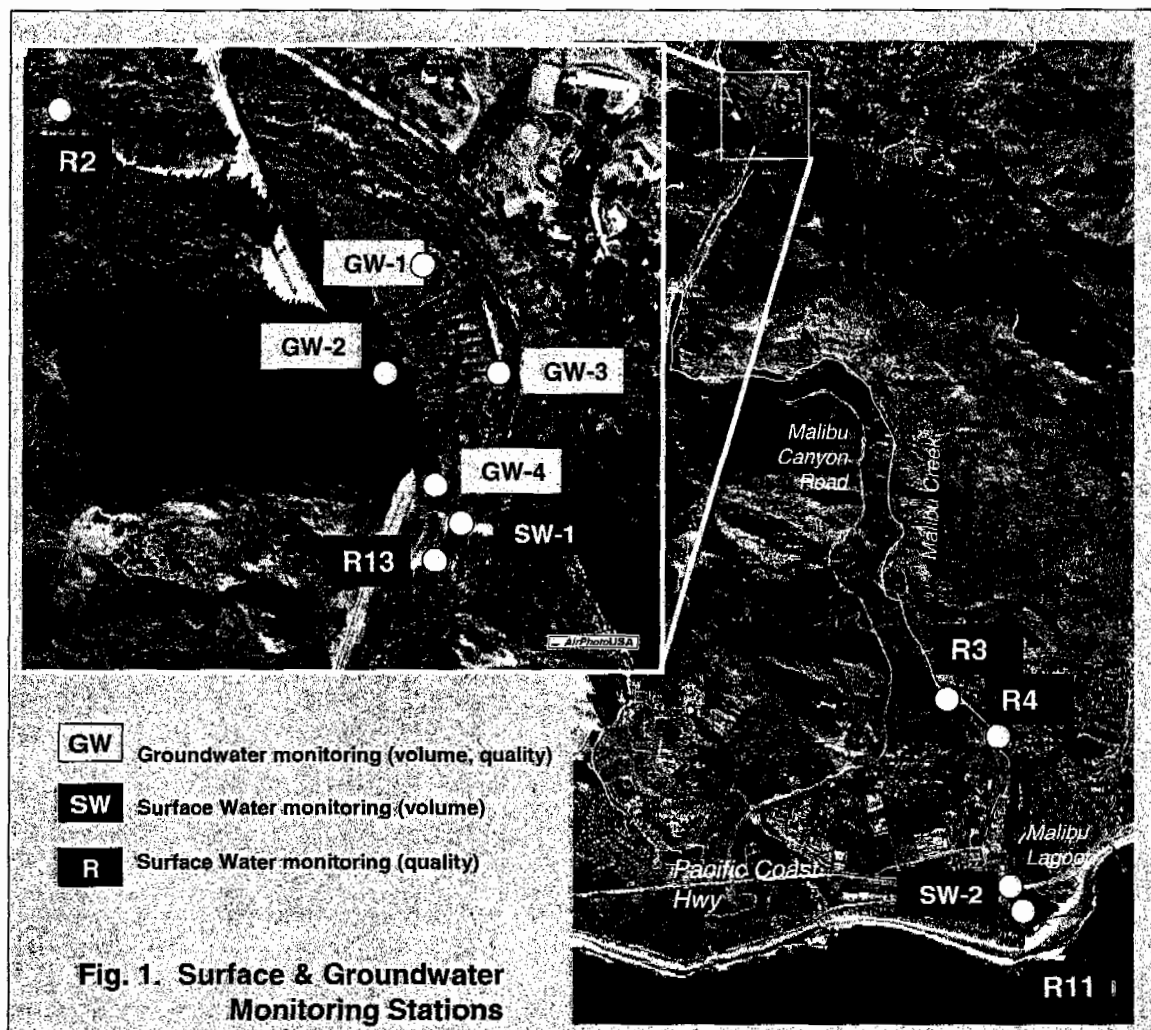 R2
GW-1
GW-2
GW-3
GW-4
SW-1
R13
AirPhotoUSA
Malibu
Canyon
Road
Malibu Creek
R3
R4
Malibu
Lagoon
Pacific Coast
Hwy
SW-2
R11
GW Groundwater monitoring (volume, quality)
SW Surface Water monitoring (volume)
R Surface Water monitoring (quality)
Fig. 1. Surface & Groundwater
Monitoring Stations